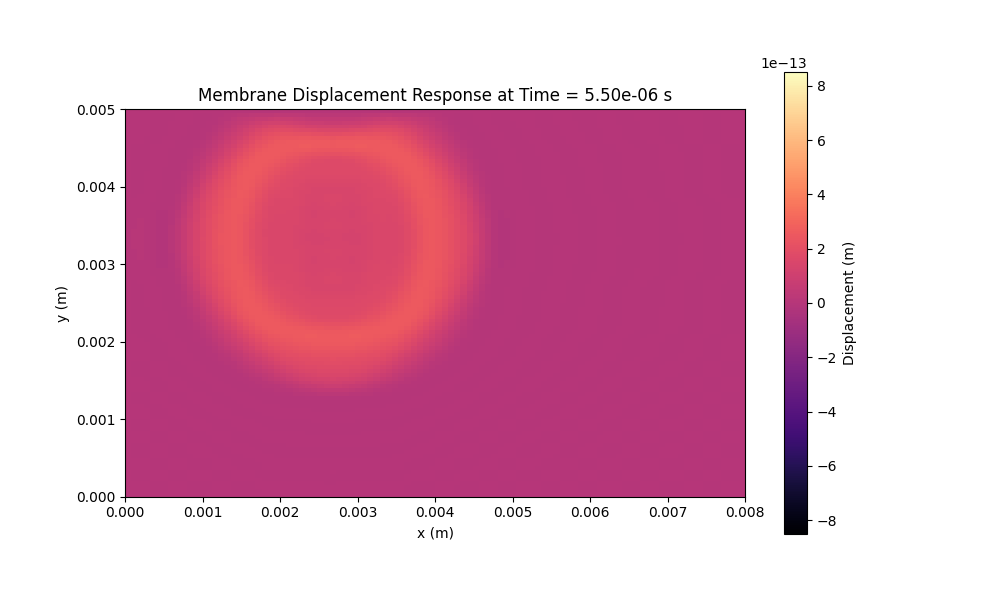 1e−13
Membrane Displacement Response at Time = 5.50e-06 s
0.005
0.004
0.003
0.002
0.001
0.000
y (m)
0.000 0.001 0.002 0.003 0.004 0.005 0.006 0.007 0.008
x (m)
8
6
4
2
0
−2
−4
−6
−8
Displacement (m)